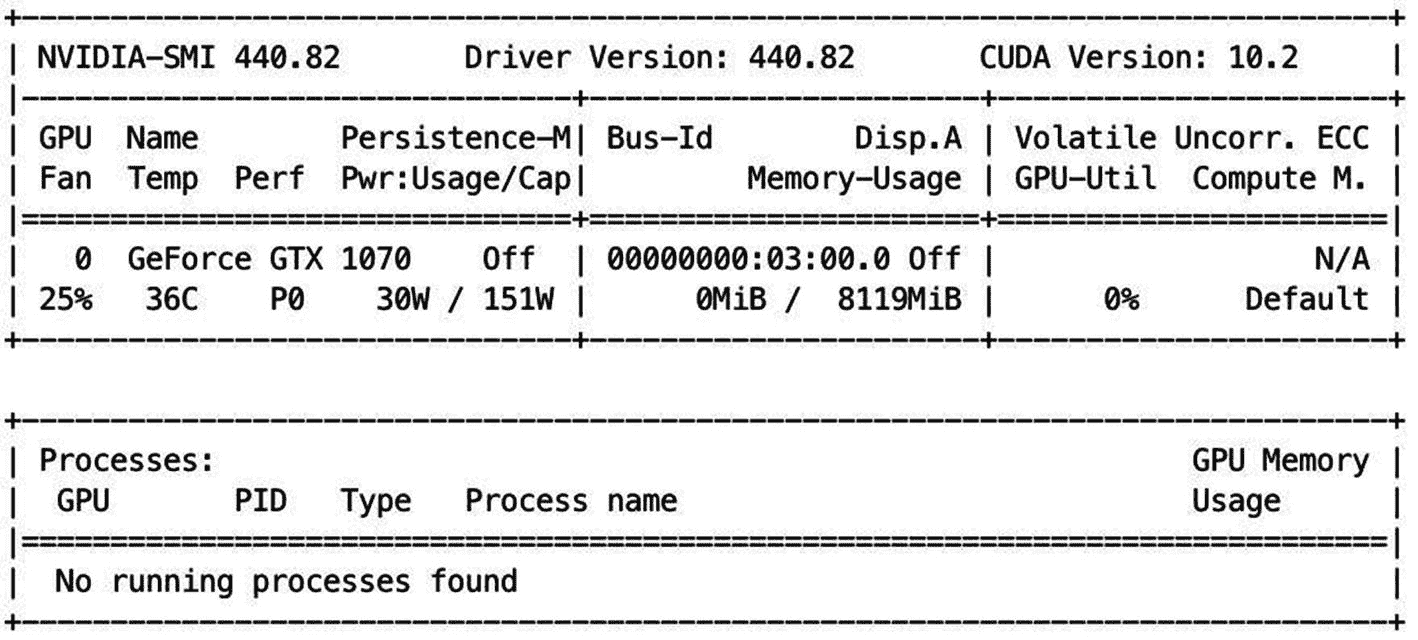 +-----------------------------------------------------------------------------+
| NVIDIA-SMI 440.82       Driver Version: 440.82       CUDA Version: 10.2     |
|-------------------------------+----------------------+----------------------+
| GPU  Name        Persistence-M| Bus-Id        Disp.A | Volatile Uncorr. ECC |
| Fan  Temp  Perf  Pwr:Usage/Cap|         Memory-Usage | GPU-Util  Compute M. |
|===============================+======================+======================|
|   0  GeForce GTX 1070    Off  | 00000000:03:00.0 Off |                  N/A |
| 25%   36C    P0    30W / 151W |      0MiB /  8119MiB |      0%      Default |
+-------------------------------+----------------------+----------------------+

+-----------------------------------------------------------------------------+
| Processes:                                                       GPU Memory |
|  GPU       PID   Type   Process name                             Usage      |
|=============================================================================|
|  No running processes found                                                 |
+-----------------------------------------------------------------------------+